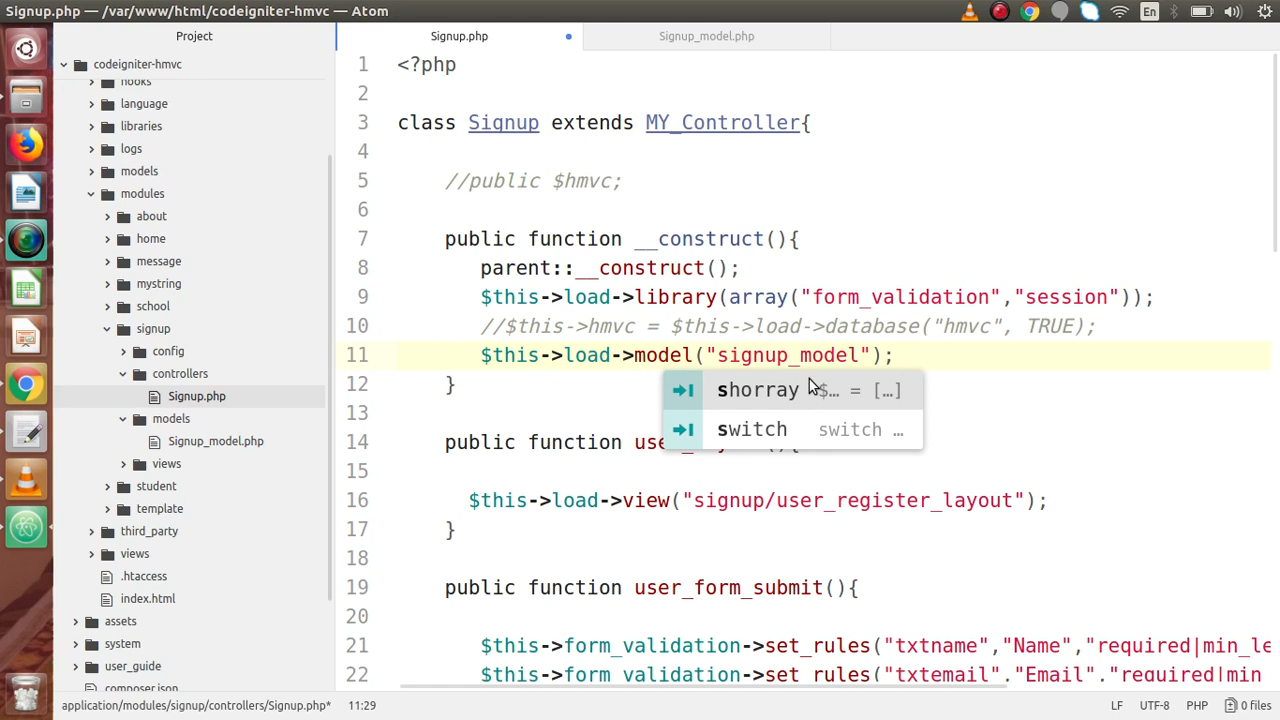 Signup.php — /var/www/html/codeigniter-hmvc — Atom
En
Project
codeigniter-hmvc
hooks
language
libraries
logs
models
modules
about
home
message
mystring
school
signup
config
controllers
Signup.php
models
Signup_model.php
views
student
template
third_party
views
.htaccess
index.html
assets
system
user_guide
composer.json
Signup.php
Signup_model.php
1 <?php
2
3 class Signup extends MY_Controller{
4
5 //public $hmvc;
6
7 public function __construct(){
8 parent::__construct();
9 $this->load->library(array("form_validation","session"));
10 //$this->hmvc = $this->load->database("hmvc", TRUE);
11 $this->load->model("signup_model");
12 }
shorray $… = […]
switch switch …
13
14 public function
15
16 $this->load->view("signup/user_register_layout");
17 }
18
19 public function user_form_submit(){
20
21 $this->form_validation->set_rules("txtname","Name","required|min_le
22 $this->form_validation->set_rules("txtemail","Email","required|min
application/modules/signup/controllers/Signup.php* 11:29
LF UTF-8 PHP 0 files